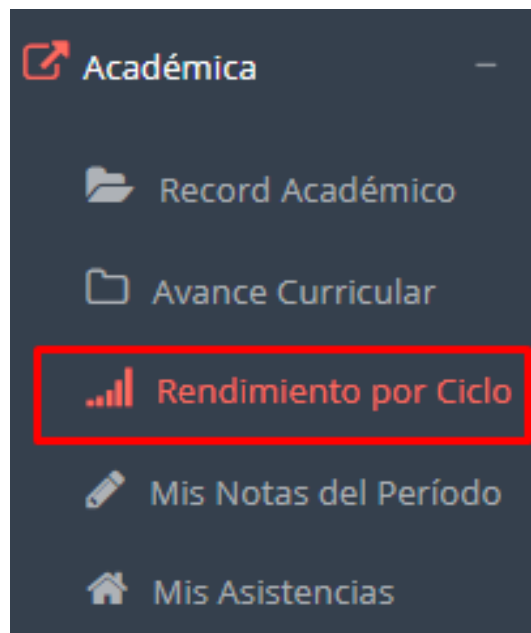 Académica
Record Académico
Avance Curricular
Rendimiento por Ciclo
Mis Notas del Período
Mis Asistencias